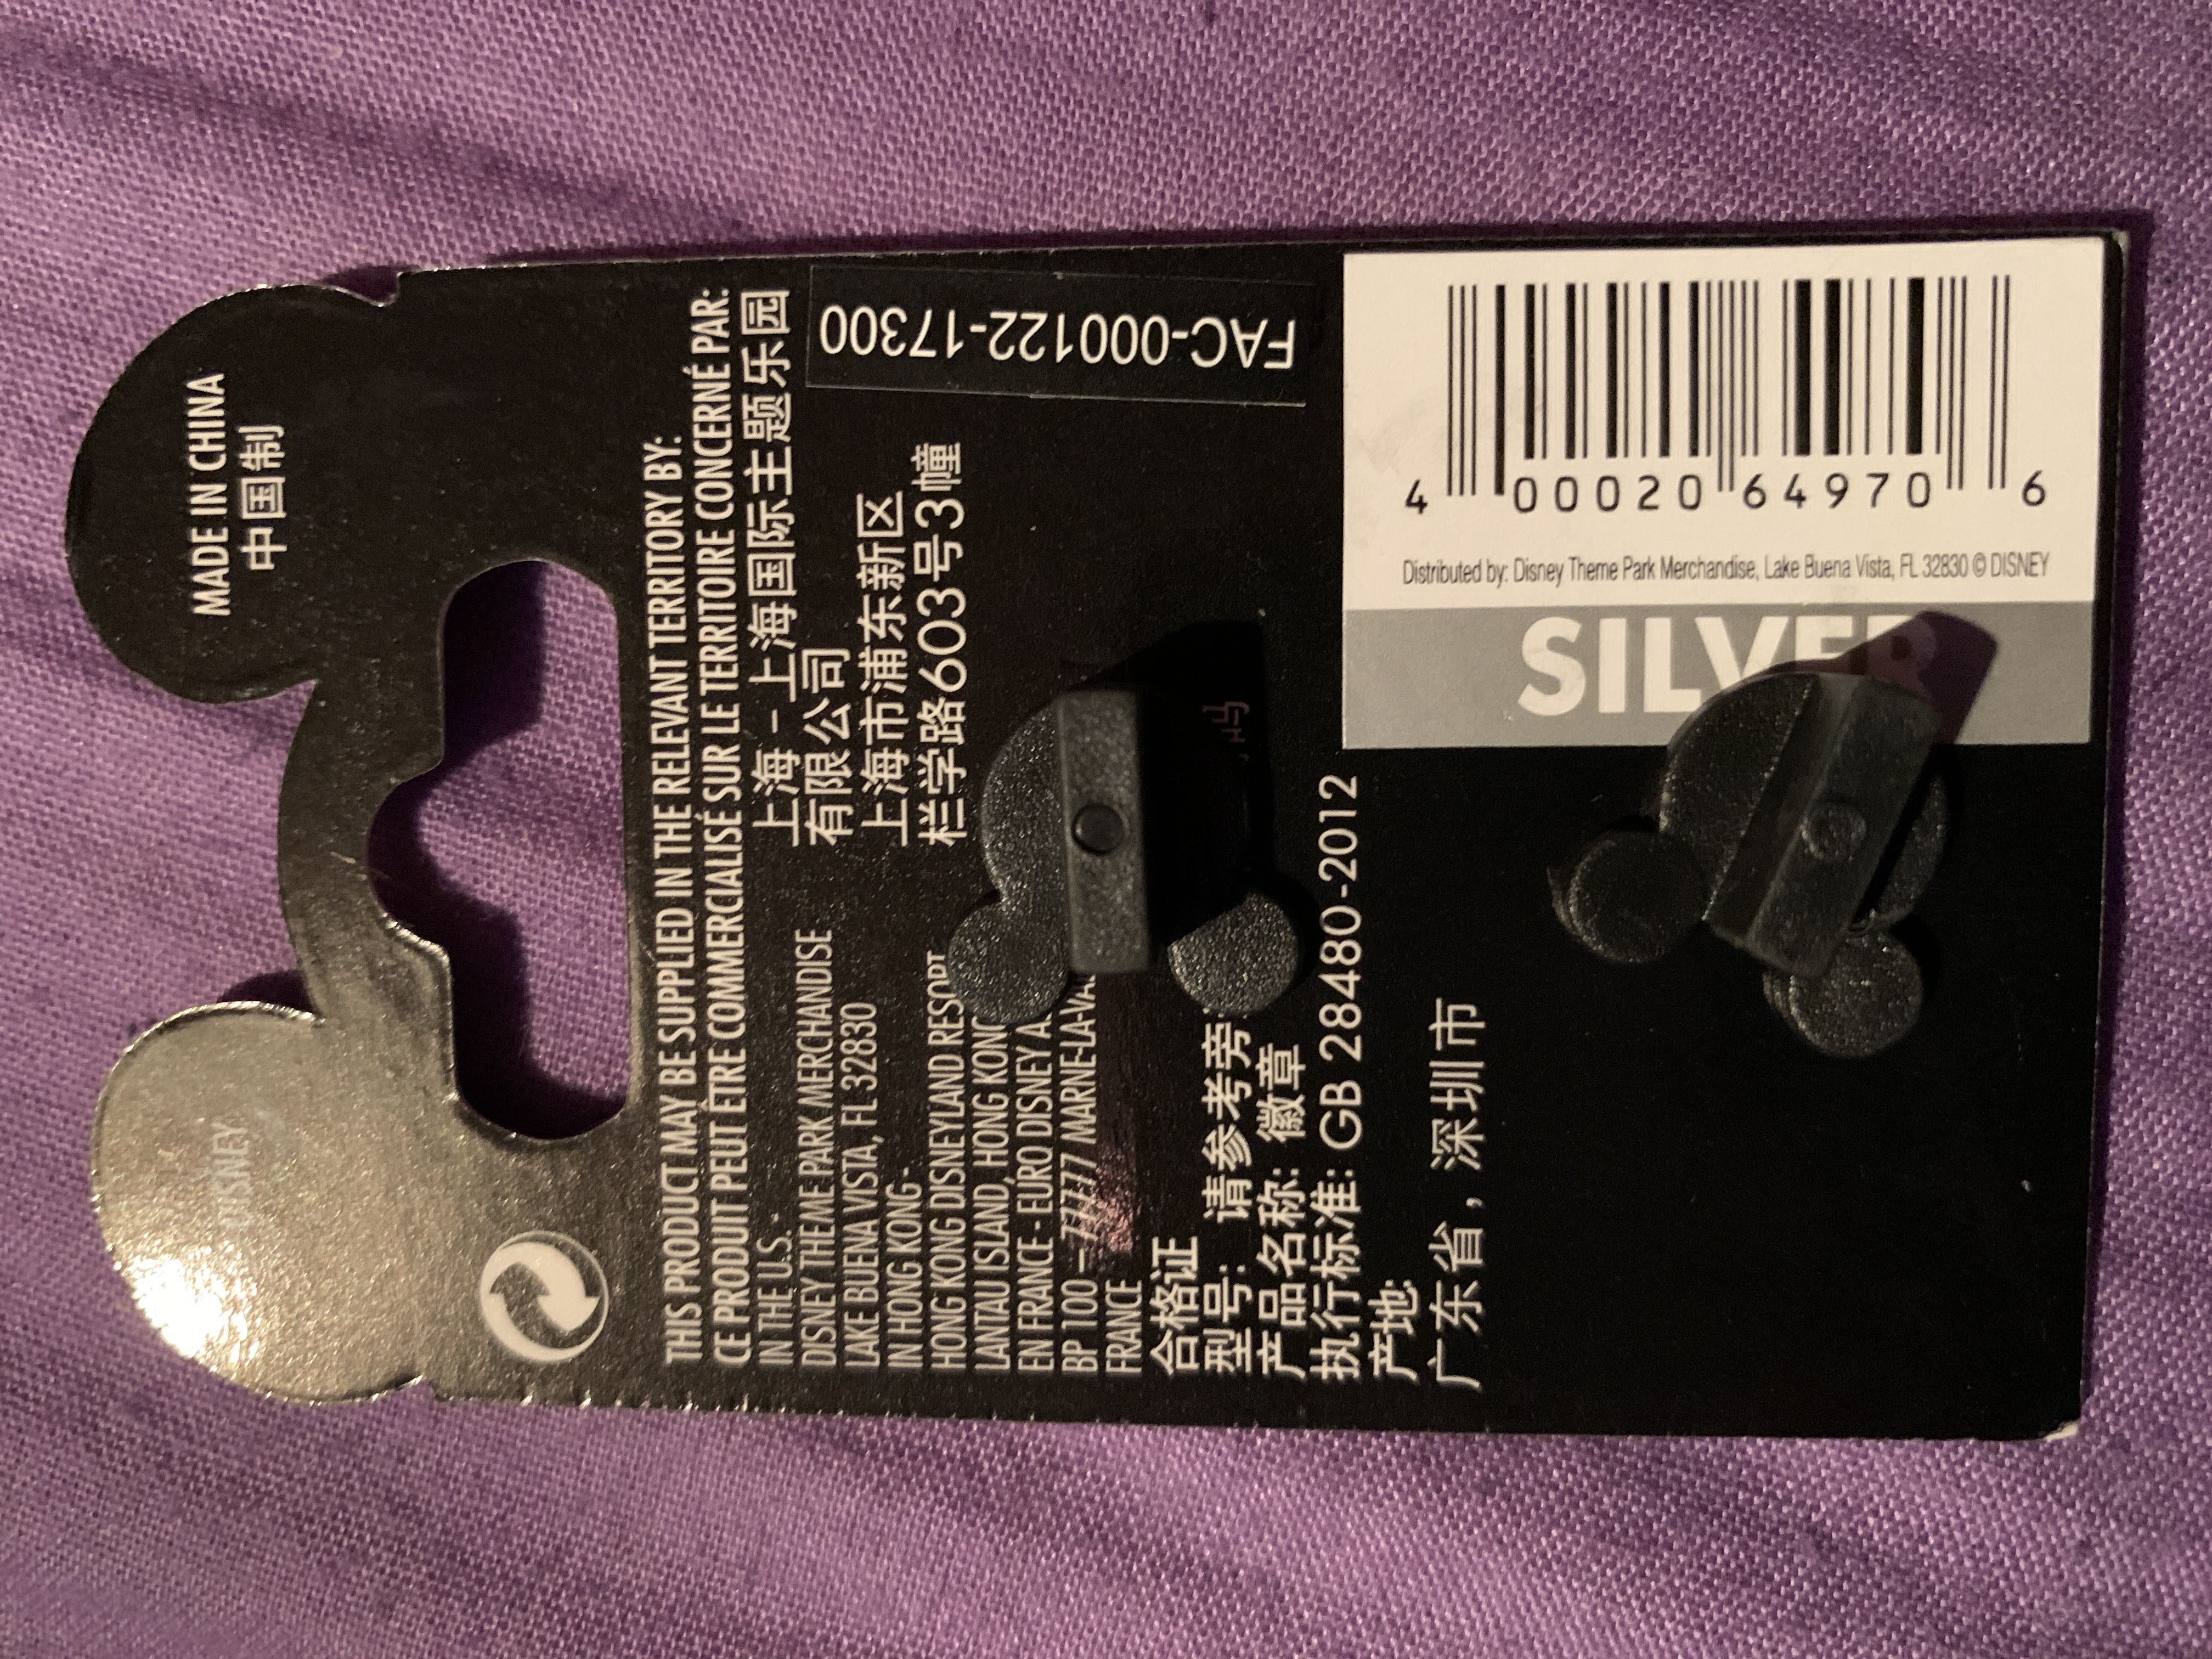 MADE IN CHINA
中国制
DISNEY
THIS PRODUCT MAY BE SUPPLIED IN THE RELEVANT TERRITORY BY:
CE PRODUIT PEUT ÊTRE COMMERCIALISÉ SUR LE TERRITOIRE CONCERNÉ PAR:
IN THE U.S. -
DISNEY THEME PARK MERCHANDISE
LAKE BUENA VISTA, FL 32830
IN HONG KONG -
HONG KONG DISNEYLAND RESORT
LANTAU ISLAND, HONG KONG
EN FRANCE - EURO DISNEY
BP 100 - 77777 MARNE-LA-
FRANCE
上海 - 上海国际主题乐园
有限公司
上海市浦东新区
栏学路603号3幢
FAC-000122-17300
合格证
型号: 请参考旁
产品名称: 徽章
执行标准: GB 28480-2012
产地:
广东省，深圳市
4 00020 64970 6
Distributed by: Disney Theme Park Merchandise, Lake Buena Vista, FL 32830 © DISNEY
SILVER